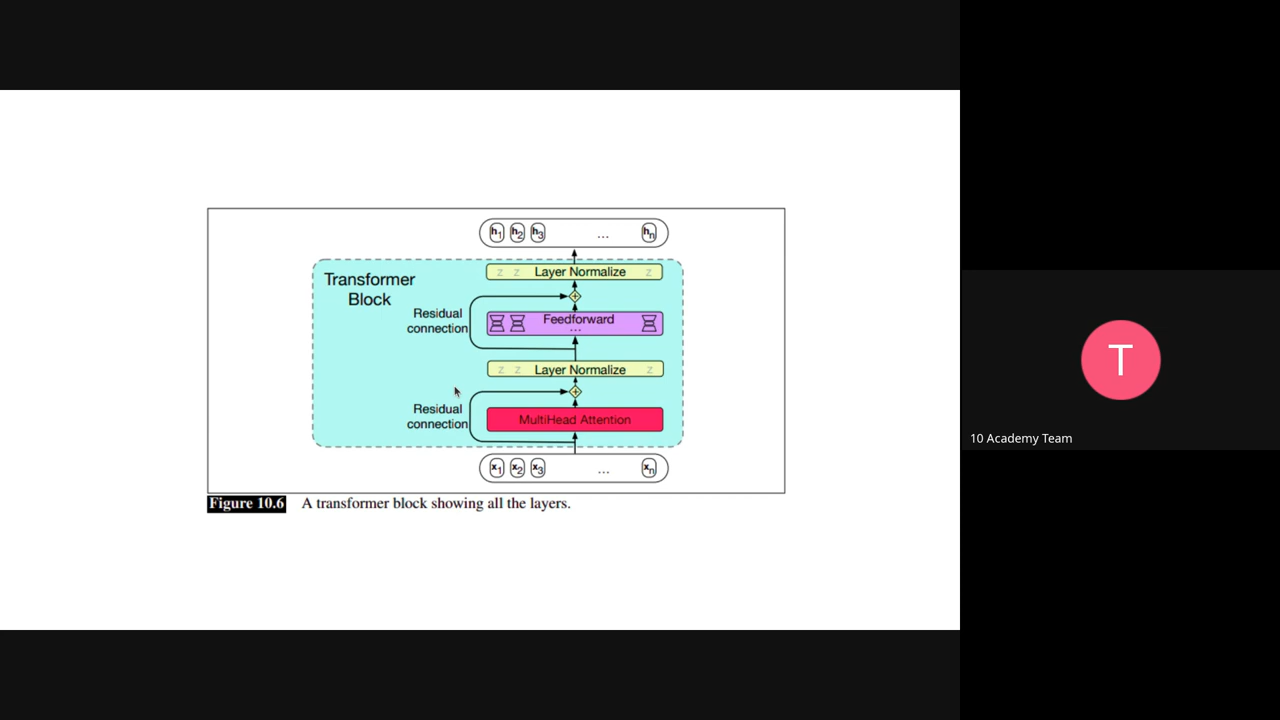 h1 h2 h3 ... hn
Transformer
Block
z z Layer Normalize z
Residual
connection
Feedforward
...
z z Layer Normalize z
Residual
connection
MultiHead Attention
x1 x2 x3 ... xn
Figure 10.6 A transformer block showing all the layers.
T
10 Academy Team